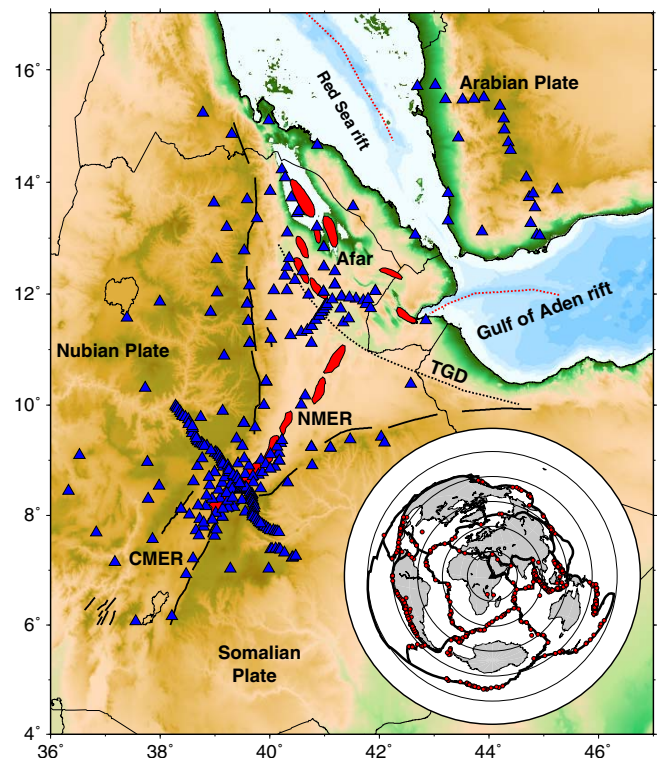 16˚
14˚
12˚
10˚
8˚
6˚
4˚
36˚
38˚
40˚
42˚
44˚
46˚
Red Sea rift
Arabian Plate
Afar
Gulf of Aden rift
Nubian Plate
TGD
NMER
CMER
Somalian
Plate